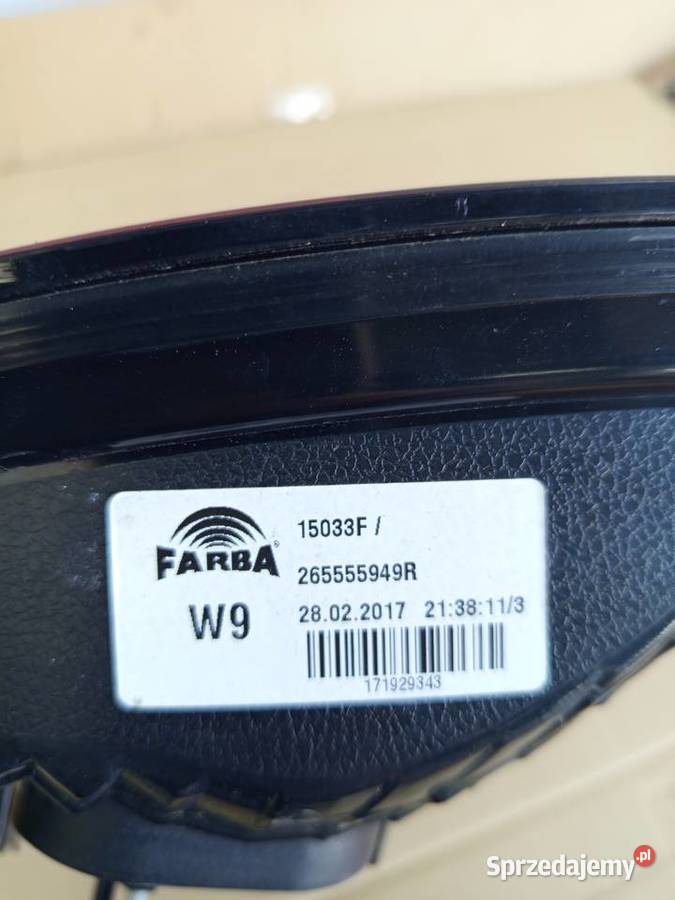 15033F /
FARBA®
265555949R
W9
28.02.2017 21:38:11/3
171929343
Sprzedajemy.pl